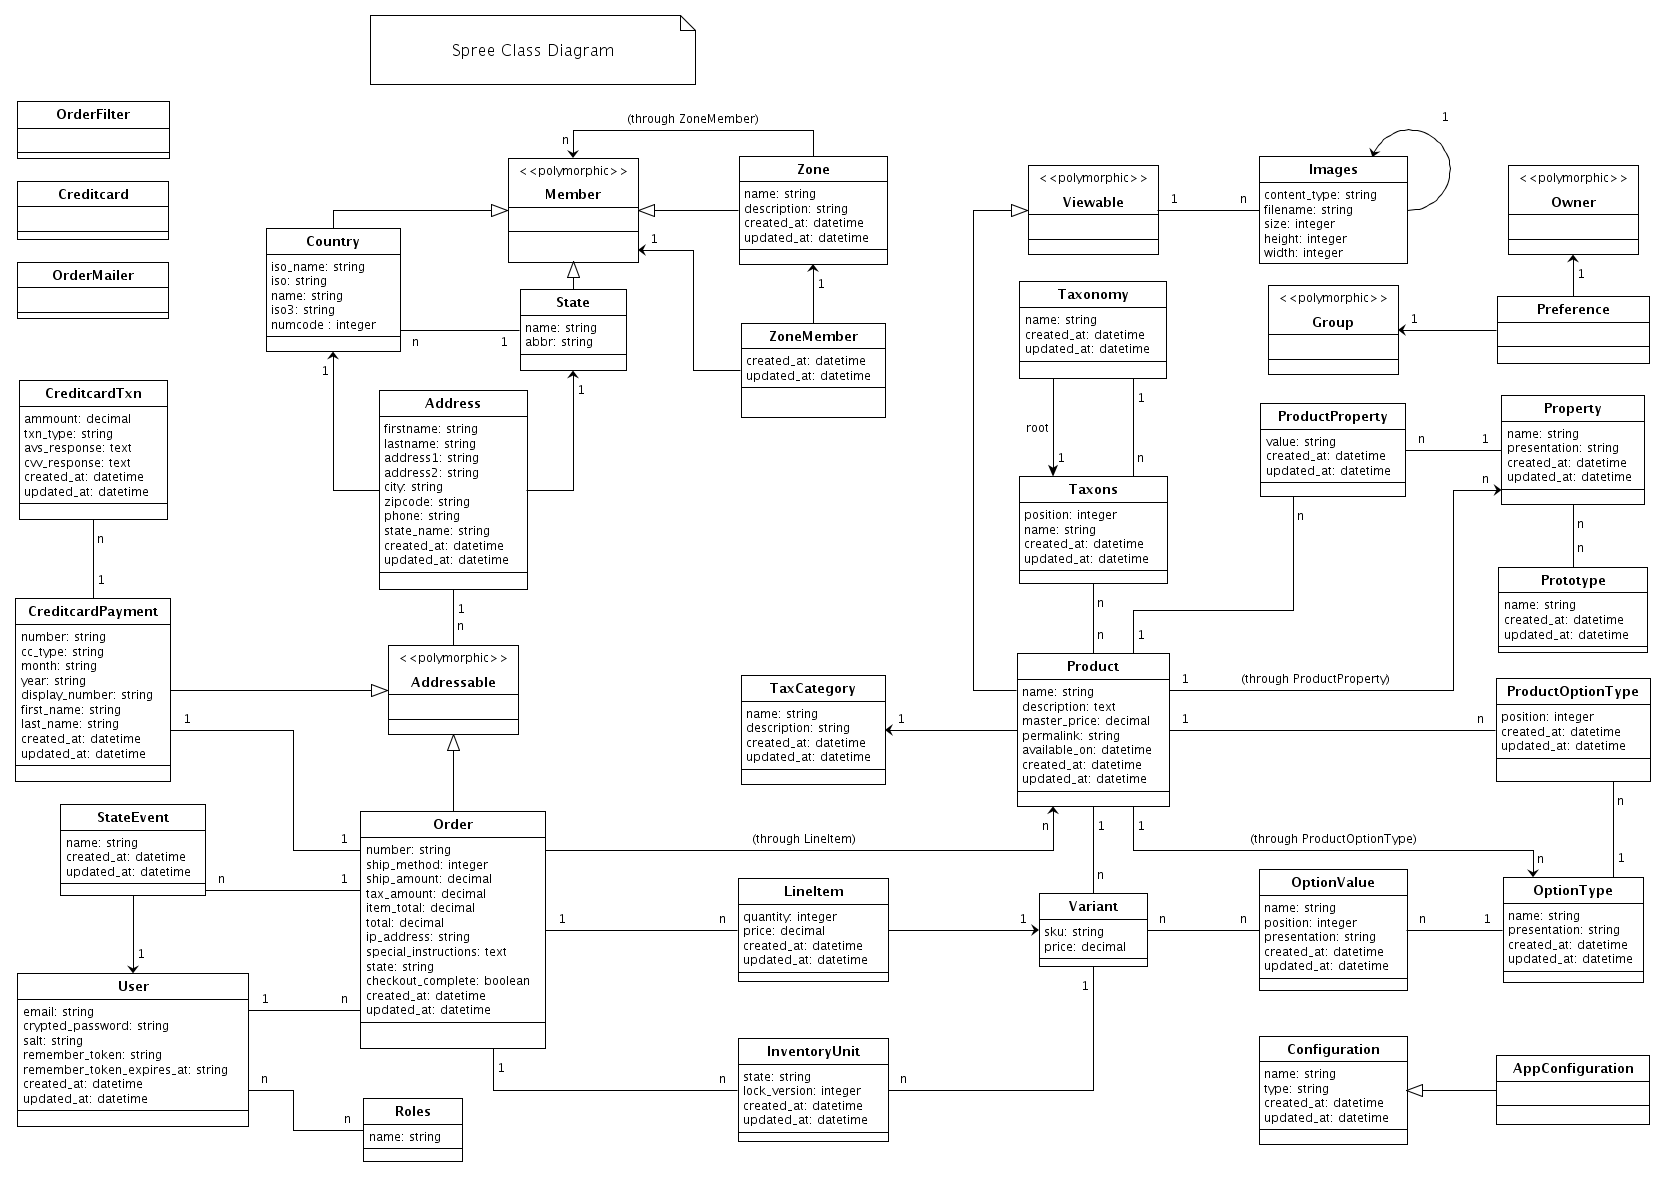 Spree Class Diagram
OrderFilter
Creditcard
OrderMailer
(through ZoneMember)
n
<<polymorphic>>
Member
Zone
name: string
description: string
created_at: datetime
updated_at: datetime
1
1
ZoneMember
created_at: datetime
updated_at: datetime
Country
iso_name: string
iso: string
name: string
iso3: string
numcode : integer
n
1
State
name: string
abbr: string
1
1
Address
firstname: string
lastname: string
address1: string
address2: string
city: string
zipcode: string
phone: string
state_name: string
created_at: datetime
updated_at: datetime
1
n
<<polymorphic>>
Addressable
<<polymorphic>>
Viewable
1
n
Images
content_type: string
filename: string
size: integer
height: integer
width: integer
1
<<polymorphic>>
Owner
1
<<polymorphic>>
Group
1
Preference
Taxonomy
name: string
created_at: datetime
updated_at: datetime
1
root
1
n
Taxons
position: integer
name: string
created_at: datetime
updated_at: datetime
n
n
ProductProperty
value: string
created_at: datetime
updated_at: datetime
n
1
n
1
Property
name: string
presentation: string
created_at: datetime
updated_at: datetime
n
n
n
Prototype
name: string
created_at: datetime
updated_at: datetime
CreditcardTxn
ammount: decimal
txn_type: string
avs_response: text
cvv_response: text
created_at: datetime
updated_at: datetime
n
1
CreditcardPayment
number: string
cc_type: string
month: string
year: string
display_number: string
first_name: string
last_name: string
created_at: datetime
updated_at: datetime
1
1
TaxCategory
name: string
description: string
created_at: datetime
updated_at: datetime
1
Product
name: string
description: text
master_price: decimal
permalink: string
available_on: datetime
created_at: datetime
updated_at: datetime
1
(through ProductProperty)
1
n
ProductOptionType
position: integer
created_at: datetime
updated_at: datetime
n
1
StateEvent
name: string
created_at: datetime
updated_at: datetime
n
1
1
Order
number: string
ship_method: integer
ship_amount: decimal
tax_amount: decimal
item_total: decimal
total: decimal
ip_address: string
special_instructions: text
state: string
checkout_complete: boolean
created_at: datetime
updated_at: datetime
(through LineItem)
n
1
n
1
(through ProductOptionType)
n
1
n
LineItem
quantity: integer
price: decimal
created_at: datetime
updated_at: datetime
1
Variant
sku: string
price: decimal
n
n
OptionValue
name: string
position: integer
presentation: string
created_at: datetime
updated_at: datetime
n
1
OptionType
name: string
presentation: string
created_at: datetime
updated_at: datetime
User
email: string
crypted_password: string
salt: string
remember_token: string
remember_token_expires_at: string
created_at: datetime
updated_at: datetime
1
n
n
n
Roles
name: string
1
n
InventoryUnit
state: string
lock_version: integer
created_at: datetime
updated_at: datetime
n
1
Configuration
name: string
type: string
created_at: datetime
updated_at: datetime
AppConfiguration